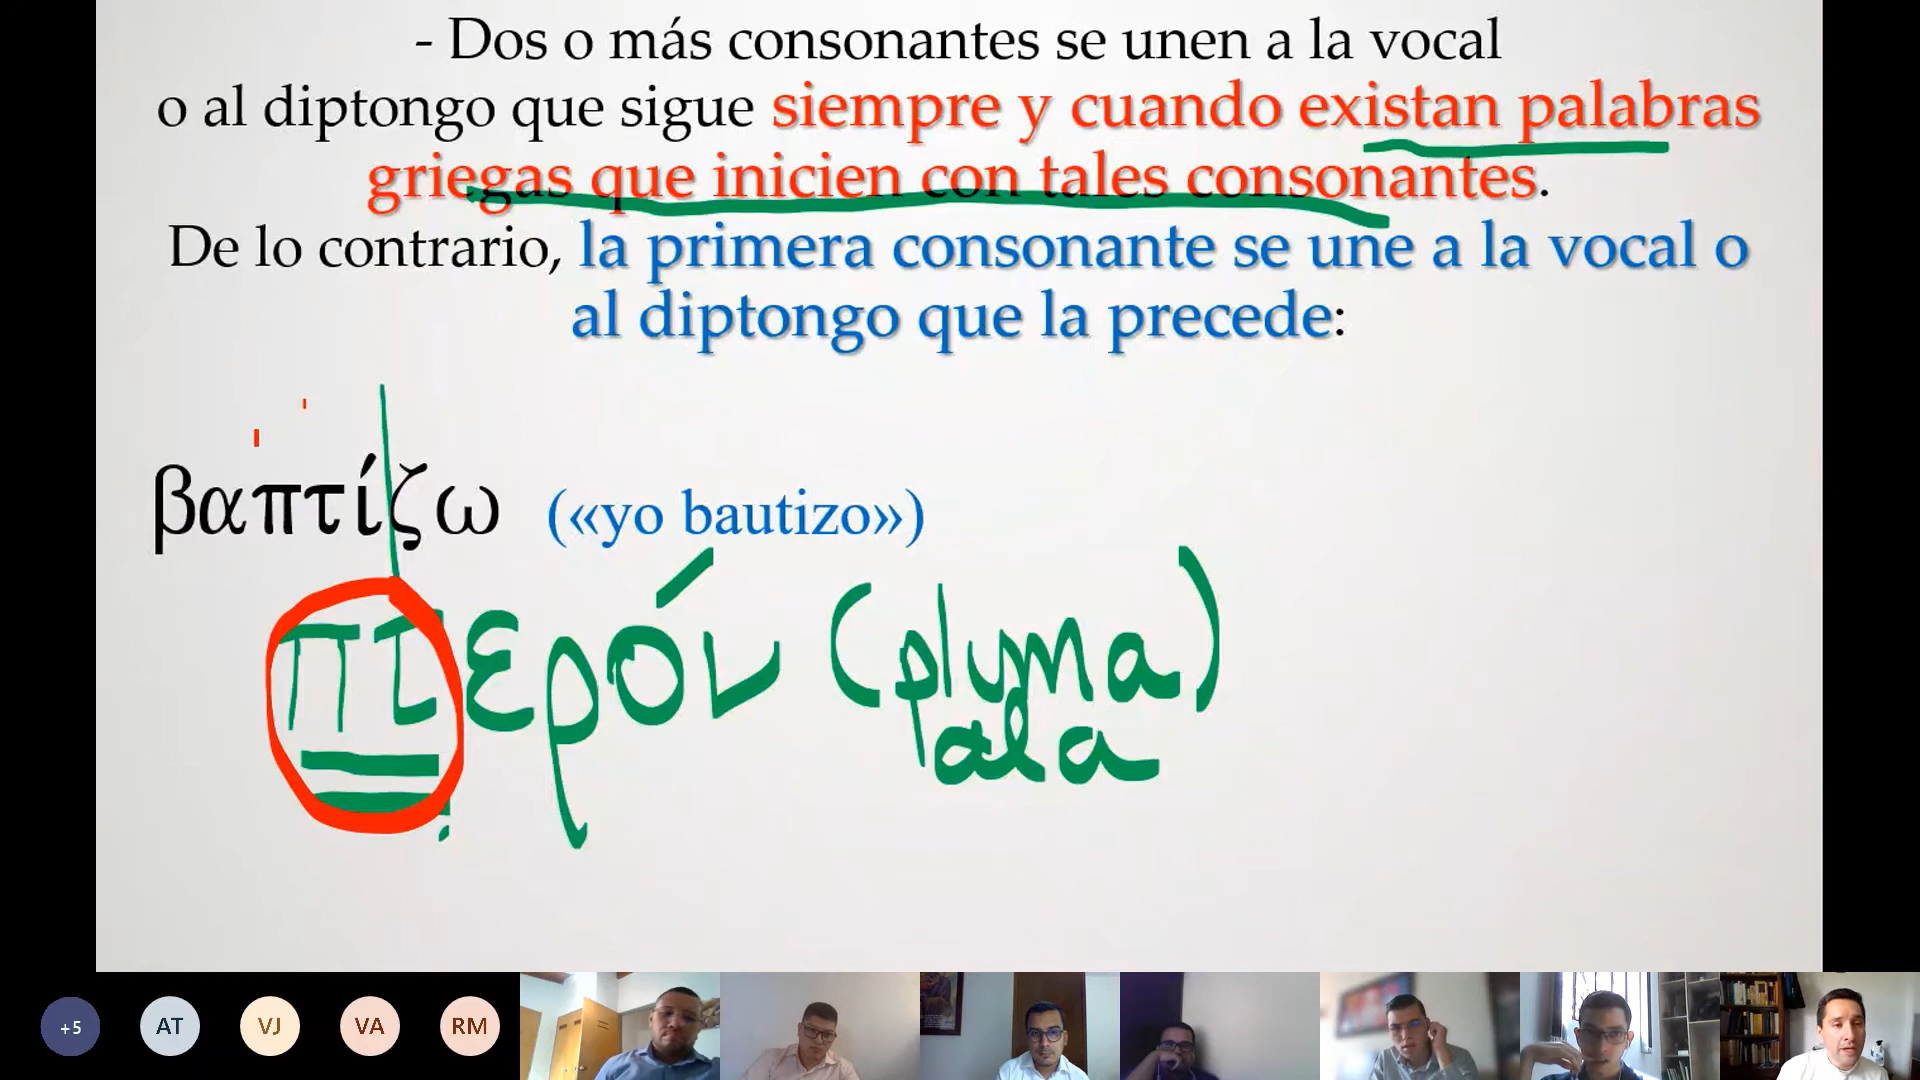 - Dos o más consonantes se unen a la vocal
o al diptongo que sigue siempre y cuando existan palabras
griegas que inicien con tales consonantes.
De lo contrario, la primera consonante se une a la vocal o
al diptongo que la precede:
βαπτίζω («yo bautizo»)
πτερόν (pluma)
ala
+5 AT VJ VA RM